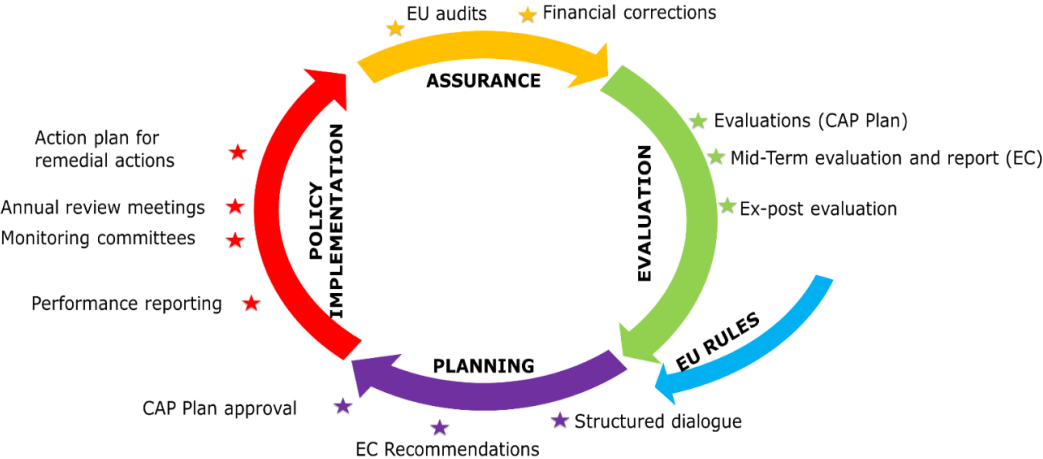 EU audits
Financial corrections
ASSURANCE
Evaluations (CAP Plan)
Mid-Term evaluation and report (EC)
Ex-post evaluation
EVALUATION
EU RULES
Action plan for
remedial actions
Annual review meetings
Monitoring committees
Performance reporting
POLICY
IMPLEMENTATION
PLANNING
CAP Plan approval
EC Recommendations
Structured dialogue